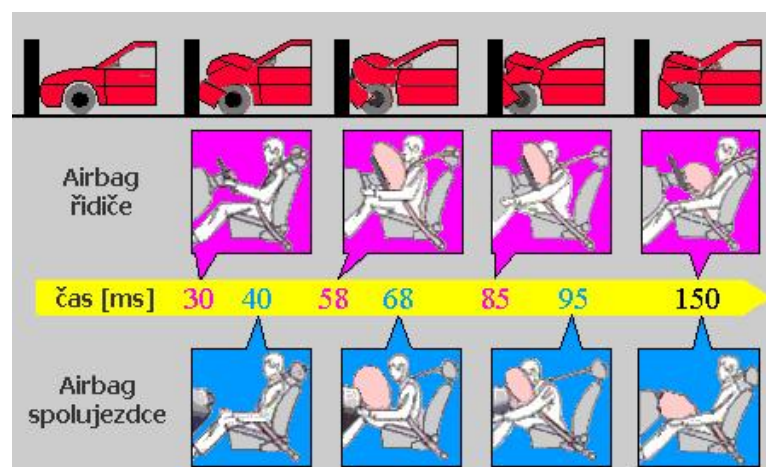 Airbag
řidiče
čas [ms] 30 40 58 68 85 95 150
Airbag
spolujezdce